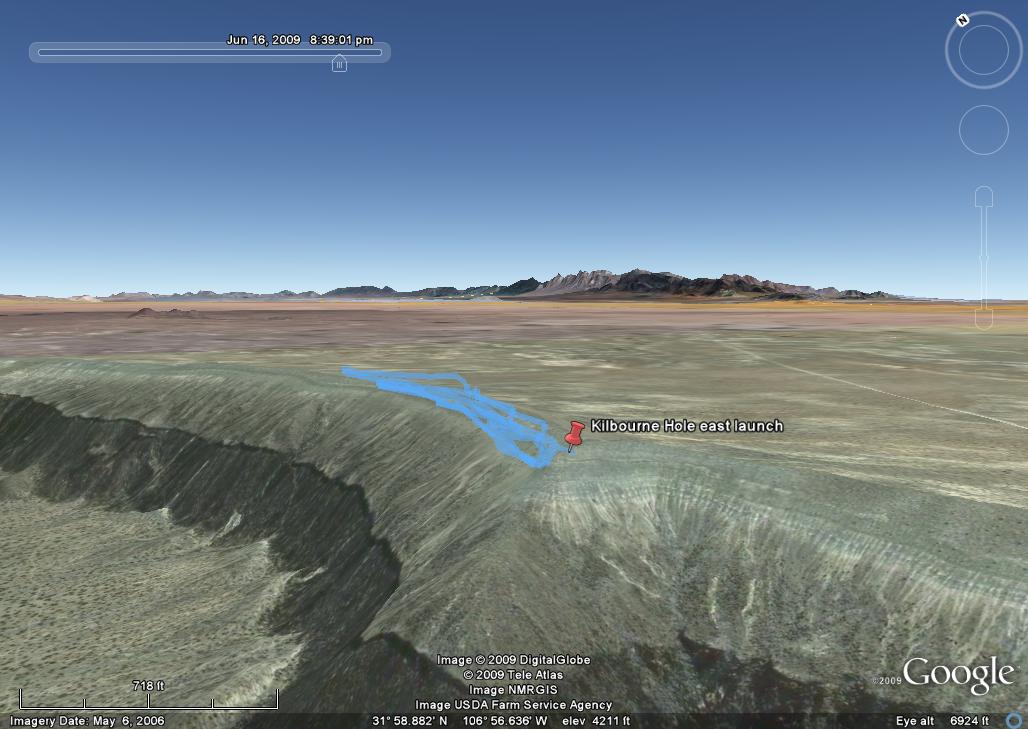 Jun 16, 2009 8:39:01 pm
N
Kilbourne Hole east launch
Image © 2009 DigitalGlobe
© 2009 Tele Atlas
Image NMRGIS
Image USDA Farm Service Agency
©2009 Google
718 ft
Imagery Date: May 6, 2006
31° 58.882' N 106° 56.636' W elev 4211 ft
Eye alt 6924 ft